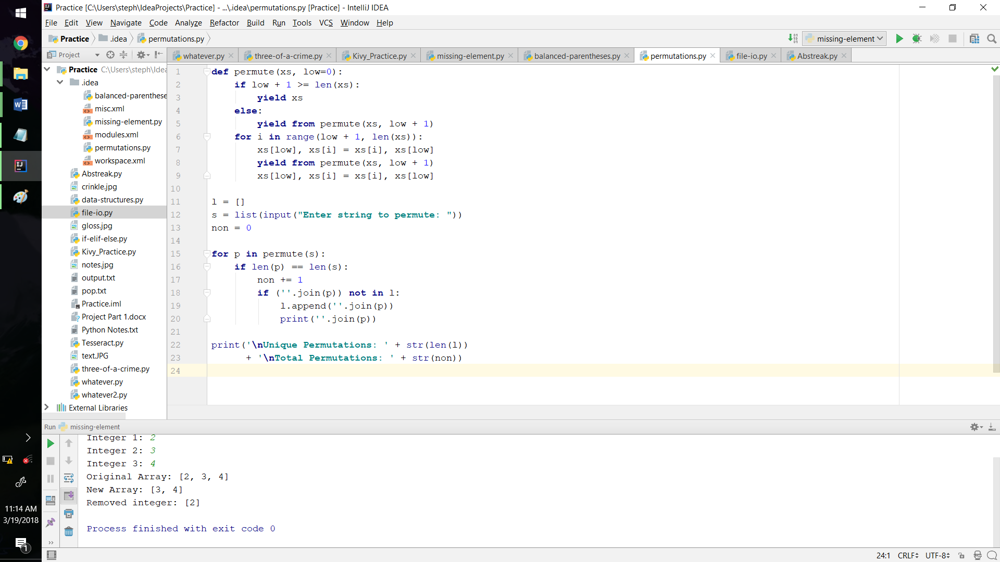 Practice [C:\Users\steph\IdeaProjects\Practice] - ...\.idea\permutations.py [Practice] - IntelliJ IDEA
File Edit View Navigate Code Analyze Refactor Build Run Tools VCS Window Help
Practice .idea permutations.py
missing-element
Project
whatever.py three-of-a-crime.py Kivy_Practice.py missing-element.py balanced-parentheses.py permutations.py file-io.py Abstreak.py
Practice C:\Users\steph\Idea
.idea
balanced-parenthese
misc.xml
missing-element.py
modules.xml
permutations.py
workspace.xml
Abstreak.py
crinkle.jpg
data-structures.py
file-io.py
gloss.jpg
if-elif-else.py
Kivy_Practice.py
notes.jpg
output.txt
pop.txt
Practice.iml
Project Part 1.docx
Python Notes.txt
Tesseract.py
text.JPG
three-of-a-crime.py
whatever.py
whatever2.py
External Libraries
1 def permute(xs, low=0):
2     if low + 1 >= len(xs):
3         yield xs
4     else:
5         yield from permute(xs, low + 1)
6     for i in range(low + 1, len(xs)):
7         xs[low], xs[i] = xs[i], xs[low]
8         yield from permute(xs, low + 1)
9         xs[low], xs[i] = xs[i], xs[low]
10
11 l = []
12 s = list(input("Enter string to permute: "))
13 non = 0
14
15 for p in permute(s):
16     if len(p) == len(s):
17         non += 1
18         if (''.join(p)) not in l:
19             l.append(''.join(p))
20             print(''.join(p))
21
22 print('\nUnique Permutations: ' + str(len(l))
23       + '\nTotal Permutations: ' + str(non))
24
Run missing-element
Integer 1: 2
Integer 2: 3
Integer 3: 4
Original Array: [2, 3, 4]
New Array: [3, 4]
Removed integer: [2]
Process finished with exit code 0
11:14 AM
3/19/2018
1
24:1 CRLF UTF-8